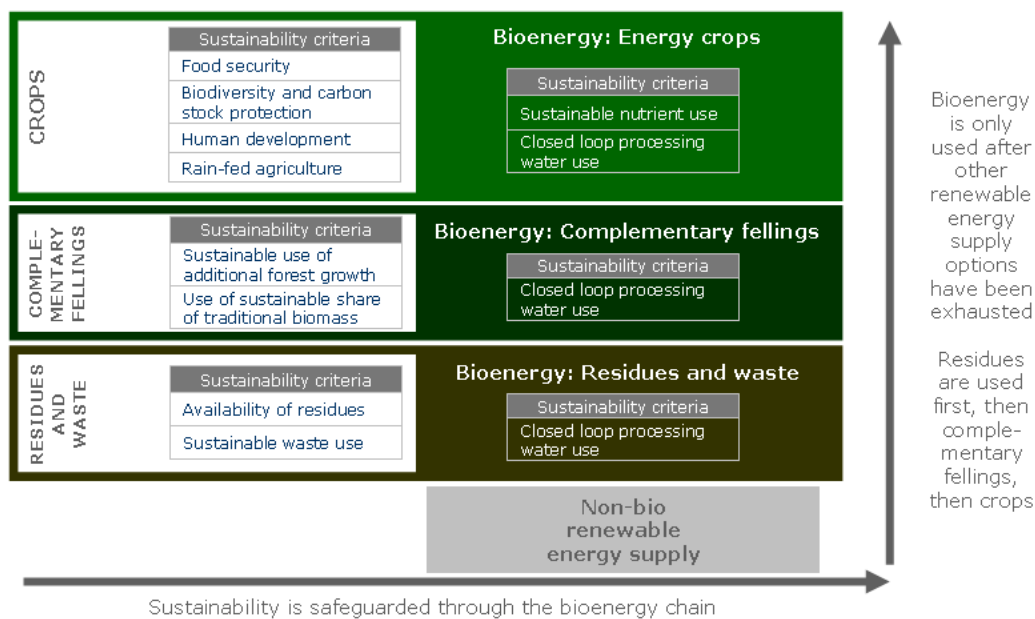 CROPS
Sustainability criteria
Food security
Biodiversity and carbon
stock protection
Human development
Rain-fed agriculture
Bioenergy: Energy crops
Sustainability criteria
Sustainable nutrient use
Closed loop processing
water use
COMPLE-
MENTARY
FELLINGS
Sustainability criteria
Sustainable use of
additional forest growth
Use of sustainable share
of traditional biomass
Bioenergy: Complementary fellings
Sustainability criteria
Closed loop processing
water use
RESIDUES
AND
WASTE
Sustainability criteria
Availability of residues
Sustainable waste use
Bioenergy: Residues and waste
Sustainability criteria
Closed loop processing
water use
Non-bio
renewable
energy supply
Sustainability is safeguarded through the bioenergy chain
Bioenergy
is only
used after
other
renewable
energy
supply
options
have been
exhausted
Residues
are used
first, then
comple-
mentary
fellings,
then crops